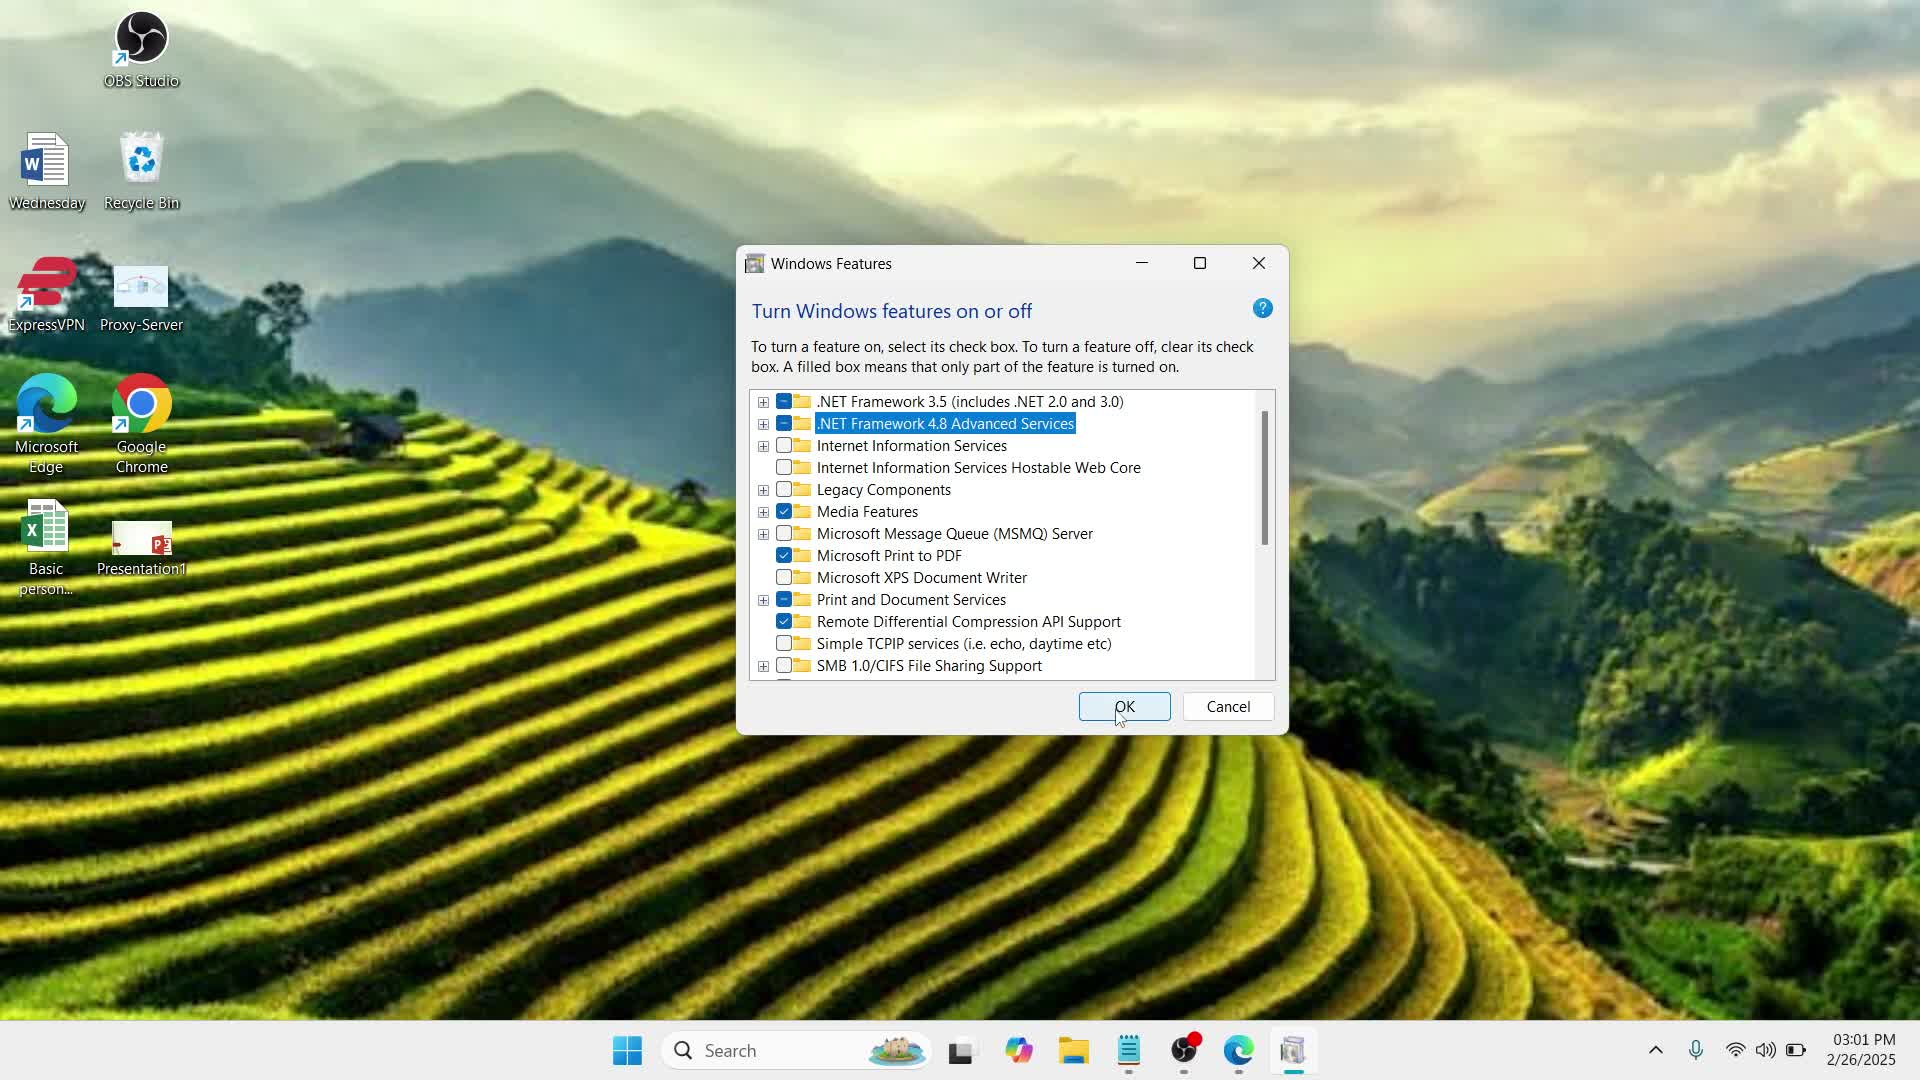 OBS Studio
Wednesday
Recycle Bin
ExpressVPN
Proxy-Server
Microsoft
Edge
Google
Chrome
Basic
person...
Presentation1
Windows Features
Turn Windows features on or off
To turn a feature on, select its check box. To turn a feature off, clear its check
box. A filled box means that only part of the feature is turned on.
.NET Framework 3.5 (includes .NET 2.0 and 3.0)
.NET Framework 4.8 Advanced Services
Internet Information Services
Internet Information Services Hostable Web Core
Legacy Components
Media Features
Microsoft Message Queue (MSMQ) Server
Microsoft Print to PDF
Microsoft XPS Document Writer
Print and Document Services
Remote Differential Compression API Support
Simple TCPIP services (i.e. echo, daytime etc)
SMB 1.0/CIFS File Sharing Support
OK
Cancel
Search
03:01 PM
2/26/2025